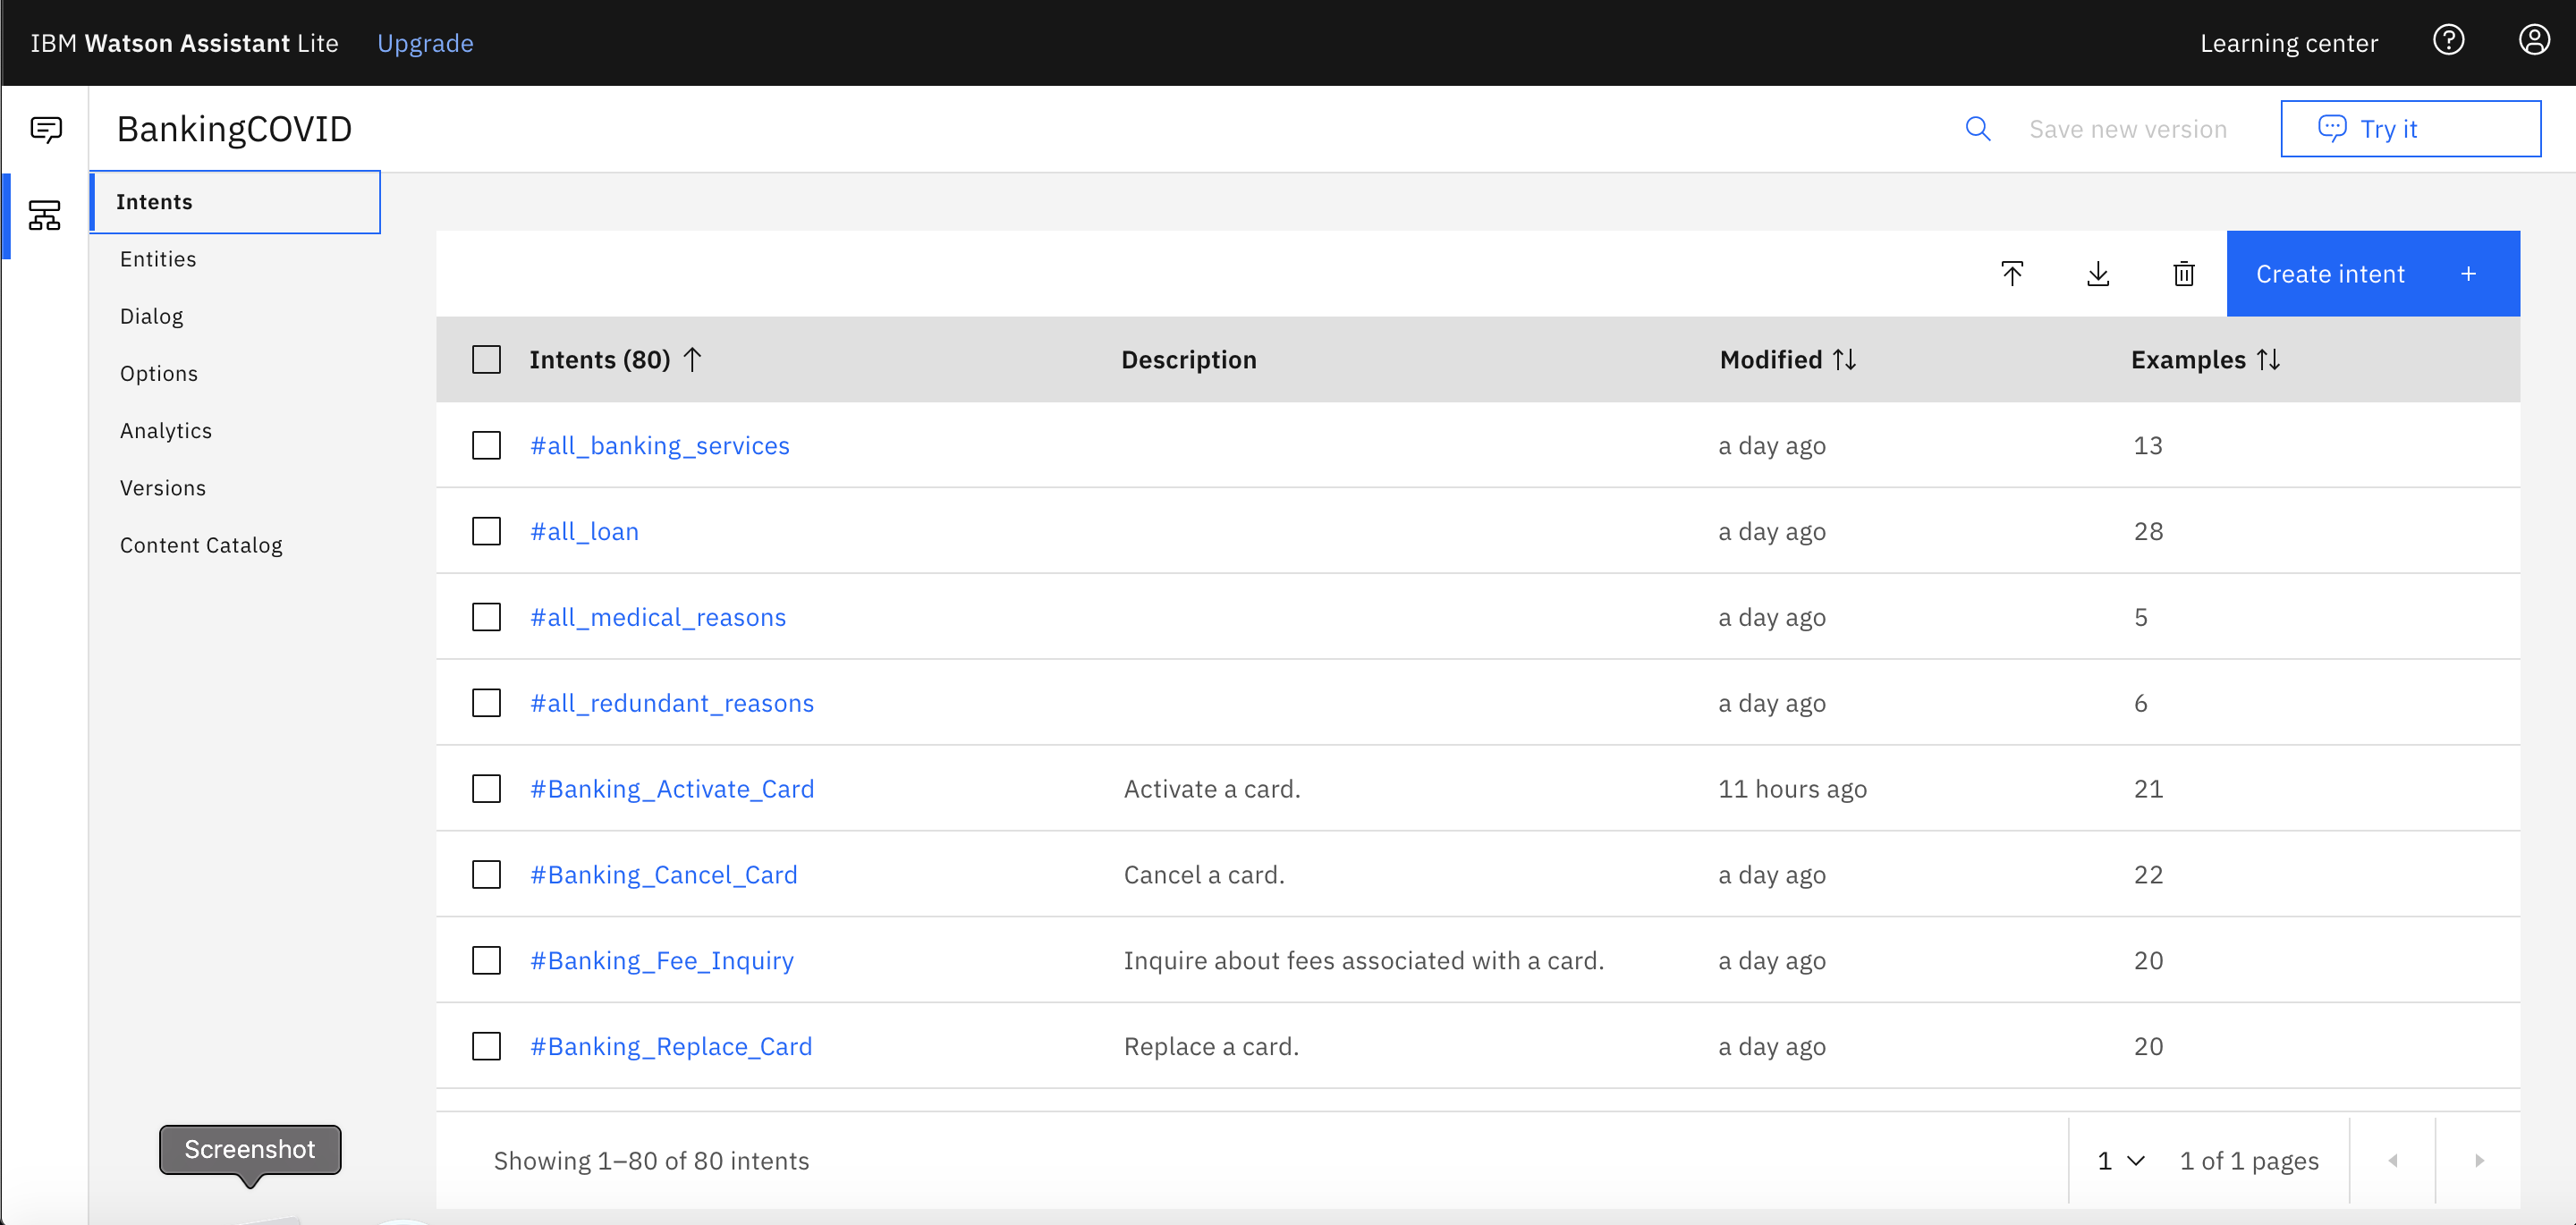 IBM Watson Assistant Lite Upgrade Learning center
BankingCOVID Save new version Try it
Intents
Entities
Dialog
Options
Analytics
Versions
Content Catalog
Create intent +
Intents (80) Description Modified Examples
#all_banking_services a day ago 13
#all_loan a day ago 28
#all_medical_reasons a day ago 5
#all_redundant_reasons a day ago 6
#Banking_Activate_Card Activate a card. 11 hours ago 21
#Banking_Cancel_Card Cancel a card. a day ago 22
#Banking_Fee_Inquiry Inquire about fees associated with a card. a day ago 20
#Banking_Replace_Card Replace a card. a day ago 20
Screenshot
Showing 1–80 of 80 intents 1 1 of 1 pages